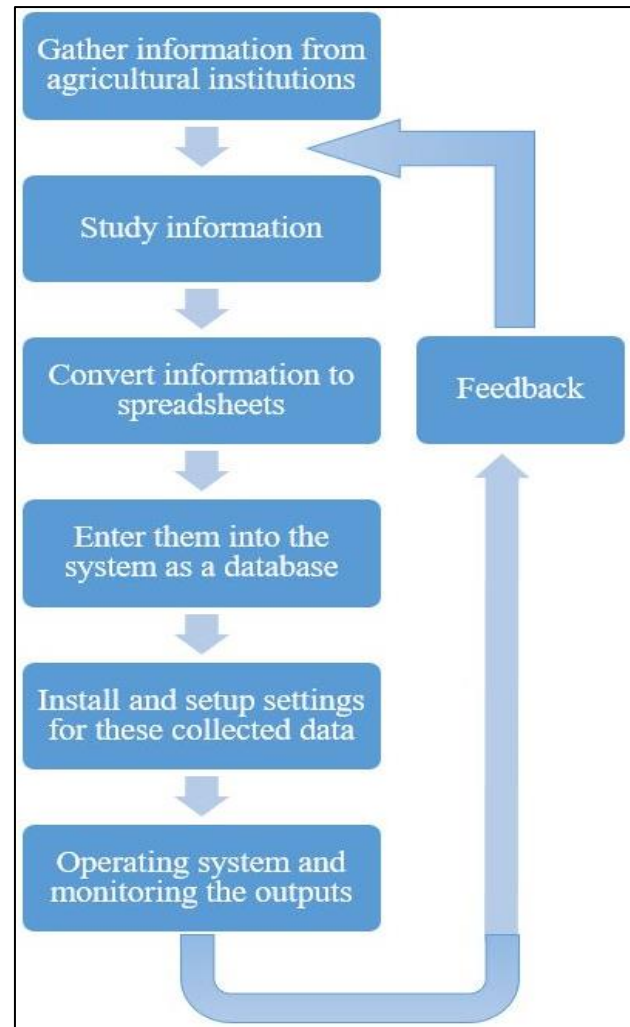 Gather information from
agricultural institutions
Study information
Convert information to
spreadsheets
Feedback
Enter them into the
system as a database
Install and setup settings
for these collected data
Operating system and
monitoring the outputs